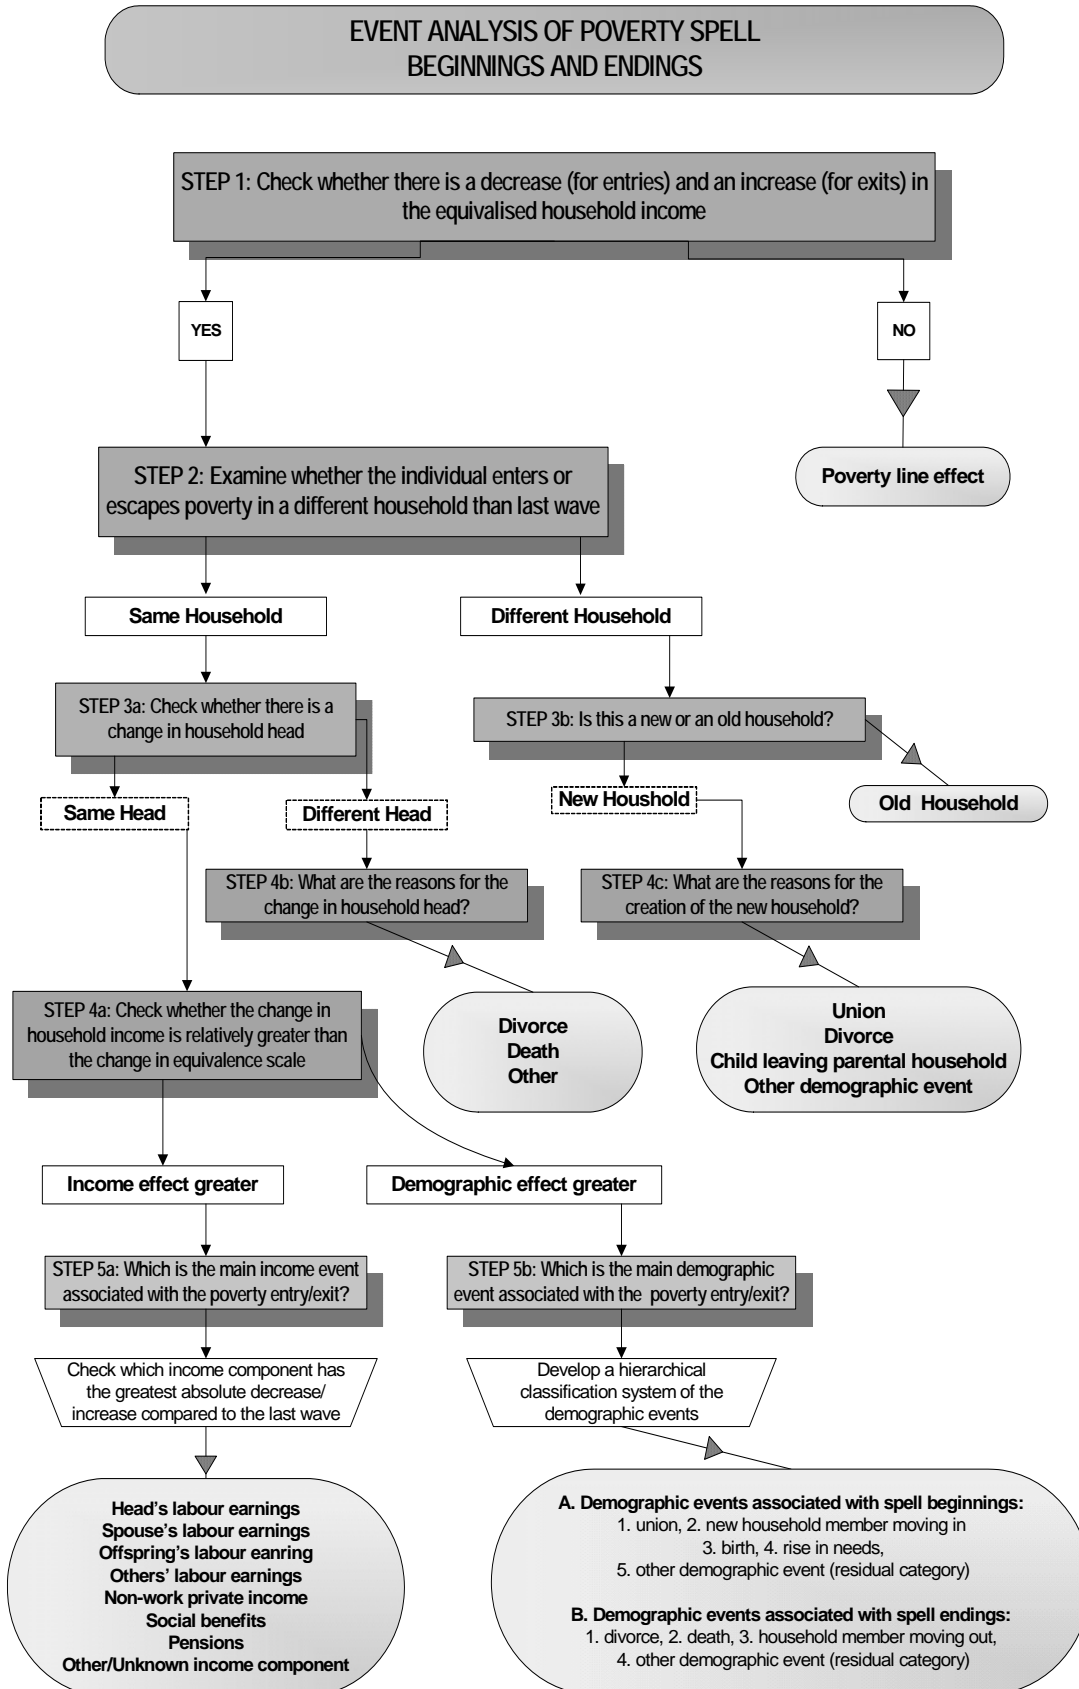 EVENT ANALYSIS OF POVERTY SPELL
BEGINNINGS AND ENDINGS
STEP 1: Check whether there is a decrease (for entries) and an increase (for exits) in
the equivalised household income
YES
NO
STEP 2: Examine whether the individual enters or
escapes poverty in a different household than last wave
Poverty line effect
Same Household
Different Household
STEP 3a: Check whether there is a
change in household head
STEP 3b: Is this a new or an old household?
Same Head
Different Head
New Houshold
Old Household
STEP 4b: What are the reasons for the
change in household head?
STEP 4c: What are the reasons for the
creation of the new household?
STEP 4a: Check whether the change in
household income is relatively greater than
the change in equivalence scale
Divorce
Death
Other
Union
Divorce
Child leaving parental household
Other demographic event
Income effect greater
Demographic effect greater
STEP 5a: Which is the main income event
associated with the poverty entry/exit?
STEP 5b: Which is the main demographic
event associated with the poverty entry/exit?
Check which income component has
the greatest absolute decrease/
increase compared to the last wave
Develop a hierarchical
classification system of the
demographic events
Head's labour earnings
Spouse's labour earnings
Offspring's labour eanring
Others' labour earnings
Non-work private income
Social benefits
Pensions
Other/Unknown income component
A. Demographic events associated with spell beginnings:
1. union, 2. new household member moving in
3. birth, 4. rise in needs,
5. other demographic event (residual category)
B. Demographic events associated with spell endings:
1. divorce, 2. death, 3. household member moving out,
4. other demographic event (residual category)